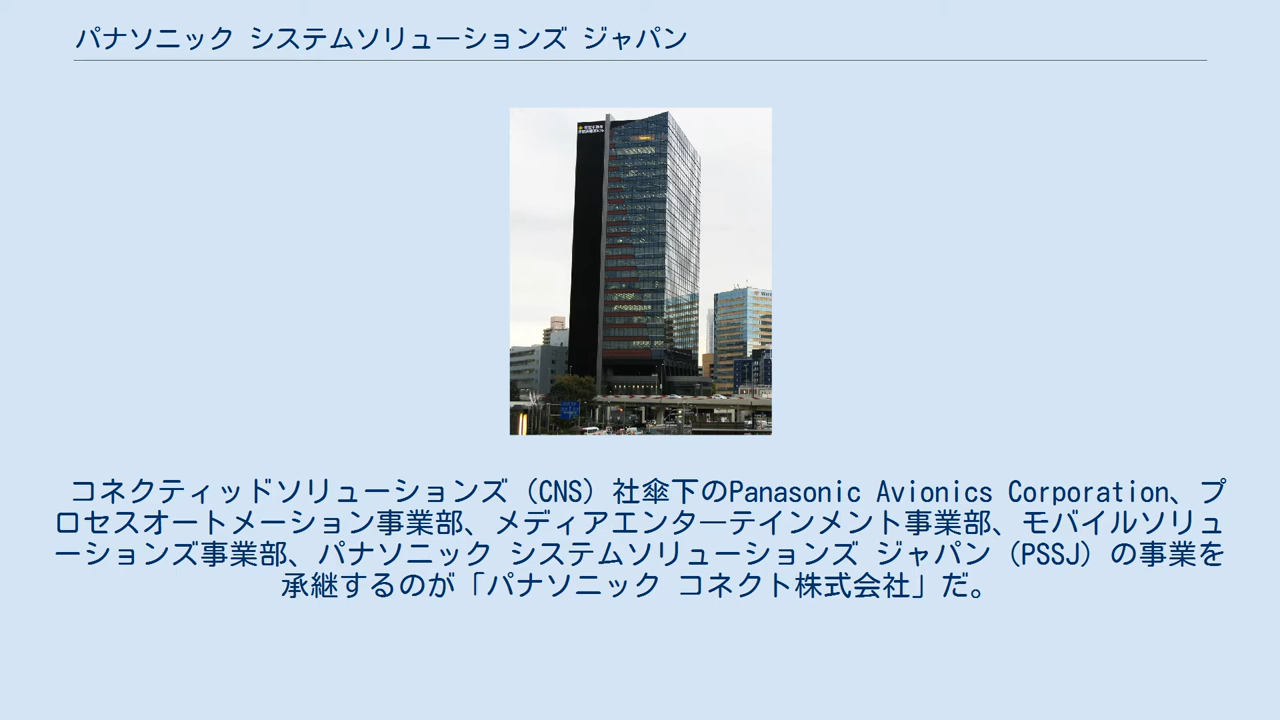 パナソニック システムソリューションズ ジャパン
コネクティッドソリューションズ（CNS）社傘下のPanasonic Avionics Corporation、プ
ロセスオートメーション事業部、メディアエンターテインメント事業部、モバイルソリュ
ーションズ事業部、パナソニック システムソリューションズ ジャパン（PSSJ）の事業を
承継するのが「パナソニック コネクト株式会社」だ。